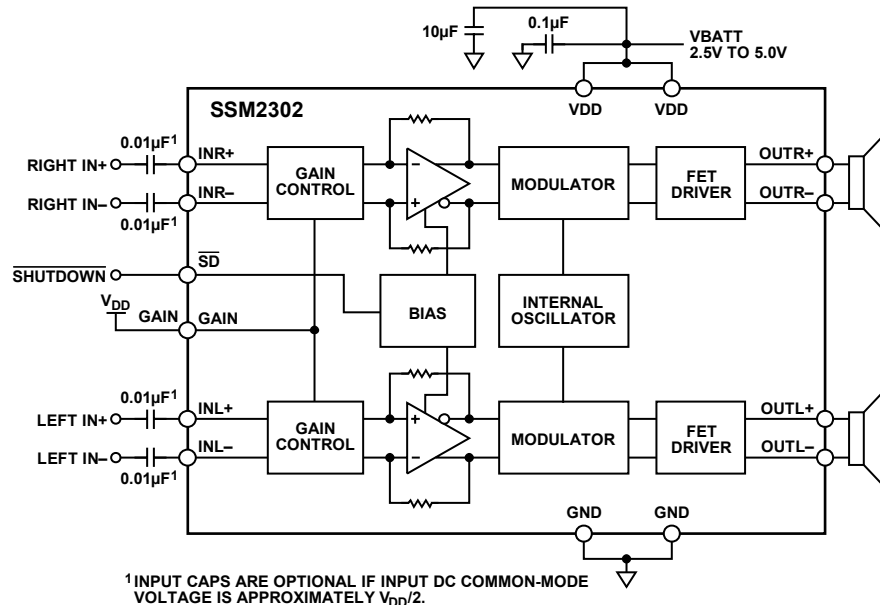 10µF
0.1µF
VBATT
2.5V TO 5.0V
SSM2302
VDD
VDD
0.01µF¹
RIGHT IN+
INR+
GAIN
CONTROL
MODULATOR
FET
DRIVER
OUTR+
RIGHT IN–
INR–
OUTR–
0.01µF¹
SHUTDOWN
SD
BIAS
INTERNAL
OSCILLATOR
VDD
GAIN
GAIN
0.01µF¹
LEFT IN+
INL+
GAIN
CONTROL
MODULATOR
FET
DRIVER
OUTL+
LEFT IN–
INL–
OUTL–
0.01µF¹
GND
GND
¹ INPUT CAPS ARE OPTIONAL IF INPUT DC COMMON-MODE
VOLTAGE IS APPROXIMATELY VDD/2.